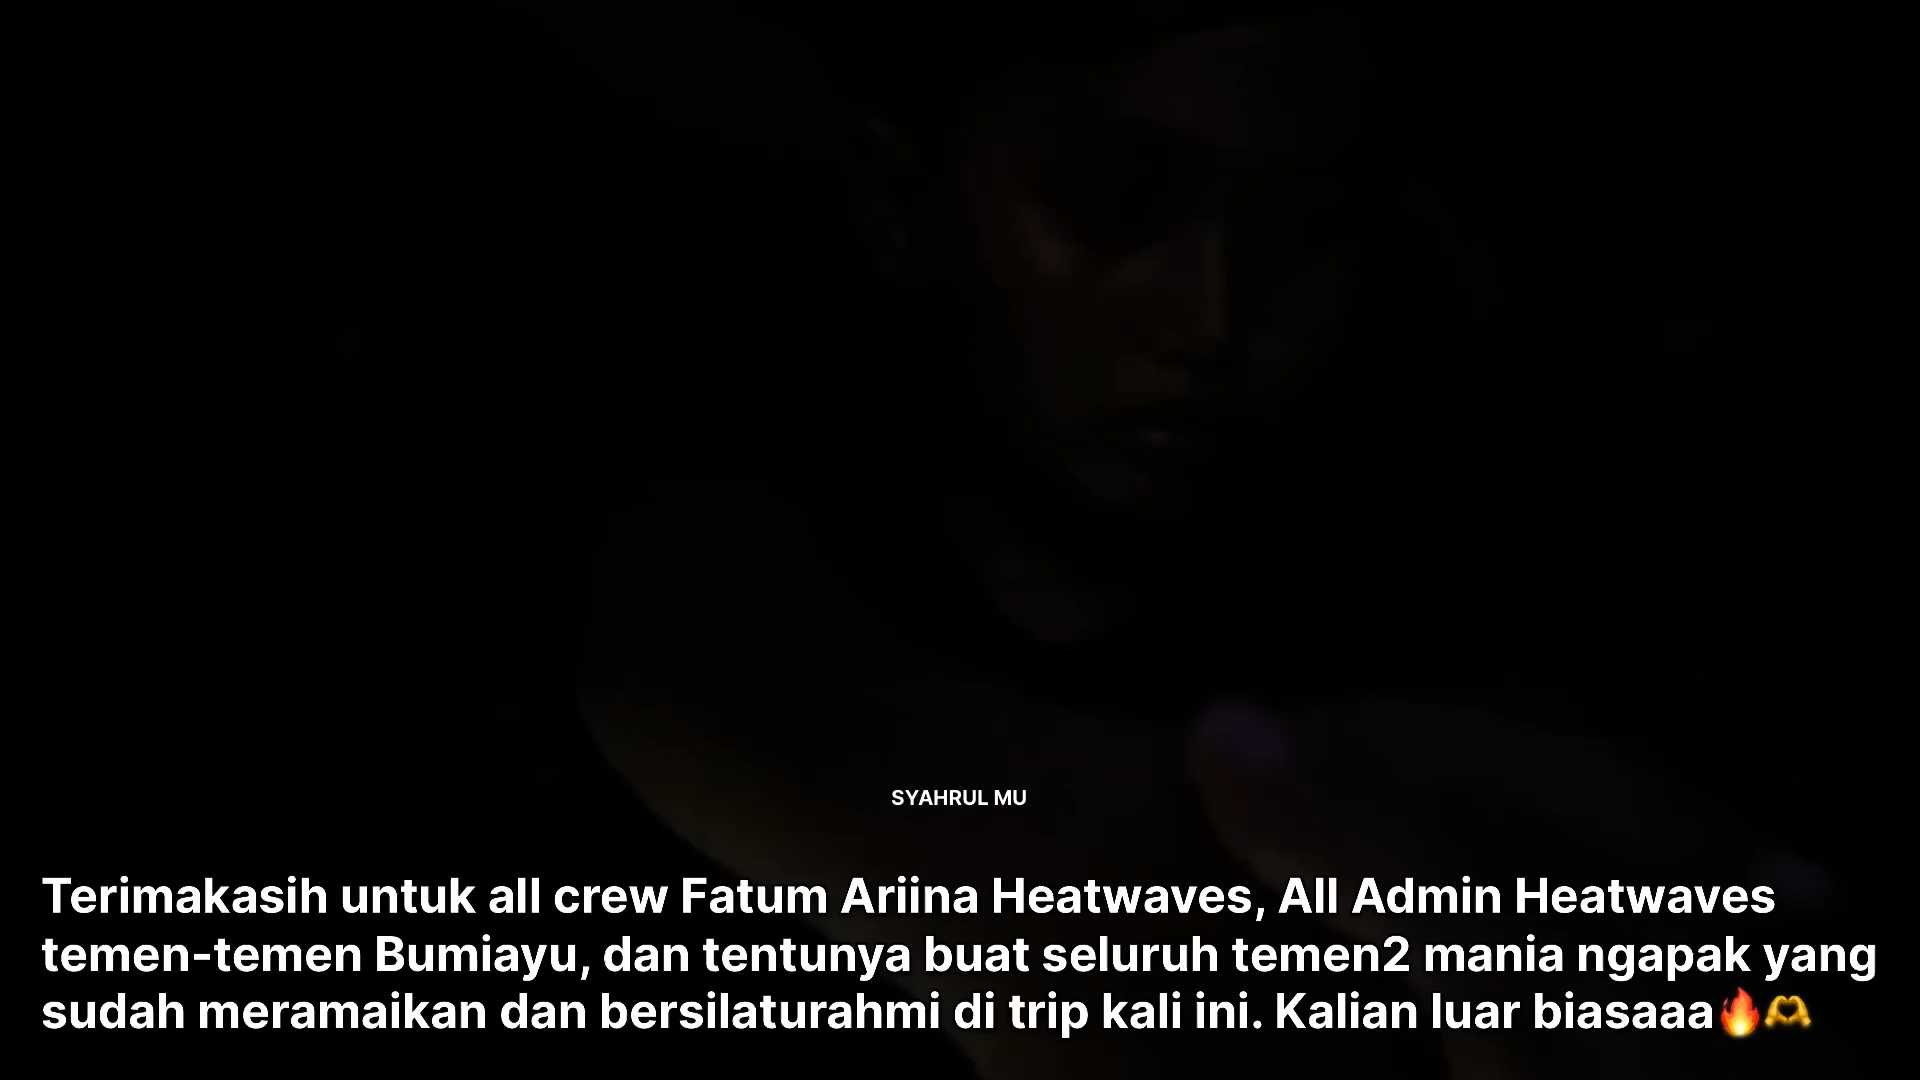 SYAHRUL MU
Terimakasih untuk all crew Fatum Ariina Heatwaves, All Admin Heatwaves
temen-temen Bumiayu, dan tentunya buat seluruh temen2 mania ngapak yang
sudah meramaikan dan bersilaturahmi di trip kali ini. Kalian luar biasaaa🔥🫶